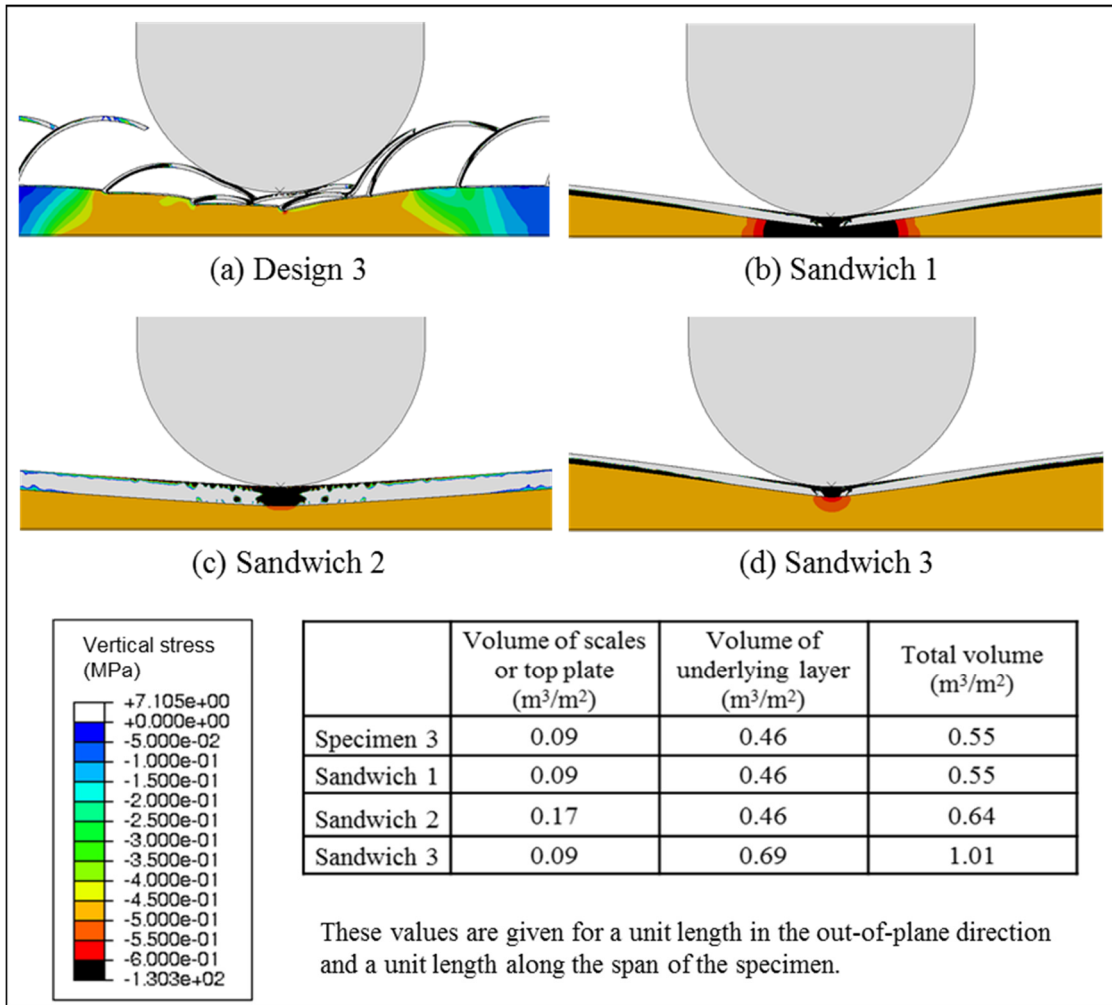 (a) Design 3
(b) Sandwich 1
(c) Sandwich 2
(d) Sandwich 3
Vertical stress
(MPa)
+7.105e+00
+0.000e+00
-5.000e-02
-1.000e-01
-1.500e-01
-2.000e-01
-2.500e-01
-3.000e-01
-3.500e-01
-4.000e-01
-4.500e-01
-5.000e-01
-5.500e-01
-6.000e-01
-1.303e+02
Volume of scales or top plate (m³/m²)
Volume of underlying layer (m³/m²)
Total volume (m³/m²)
Specimen 3 0.09 0.46 0.55
Sandwich 1 0.09 0.46 0.55
Sandwich 2 0.17 0.46 0.64
Sandwich 3 0.09 0.69 1.01
These values are given for a unit length in the out-of-plane direction
and a unit length along the span of the specimen.